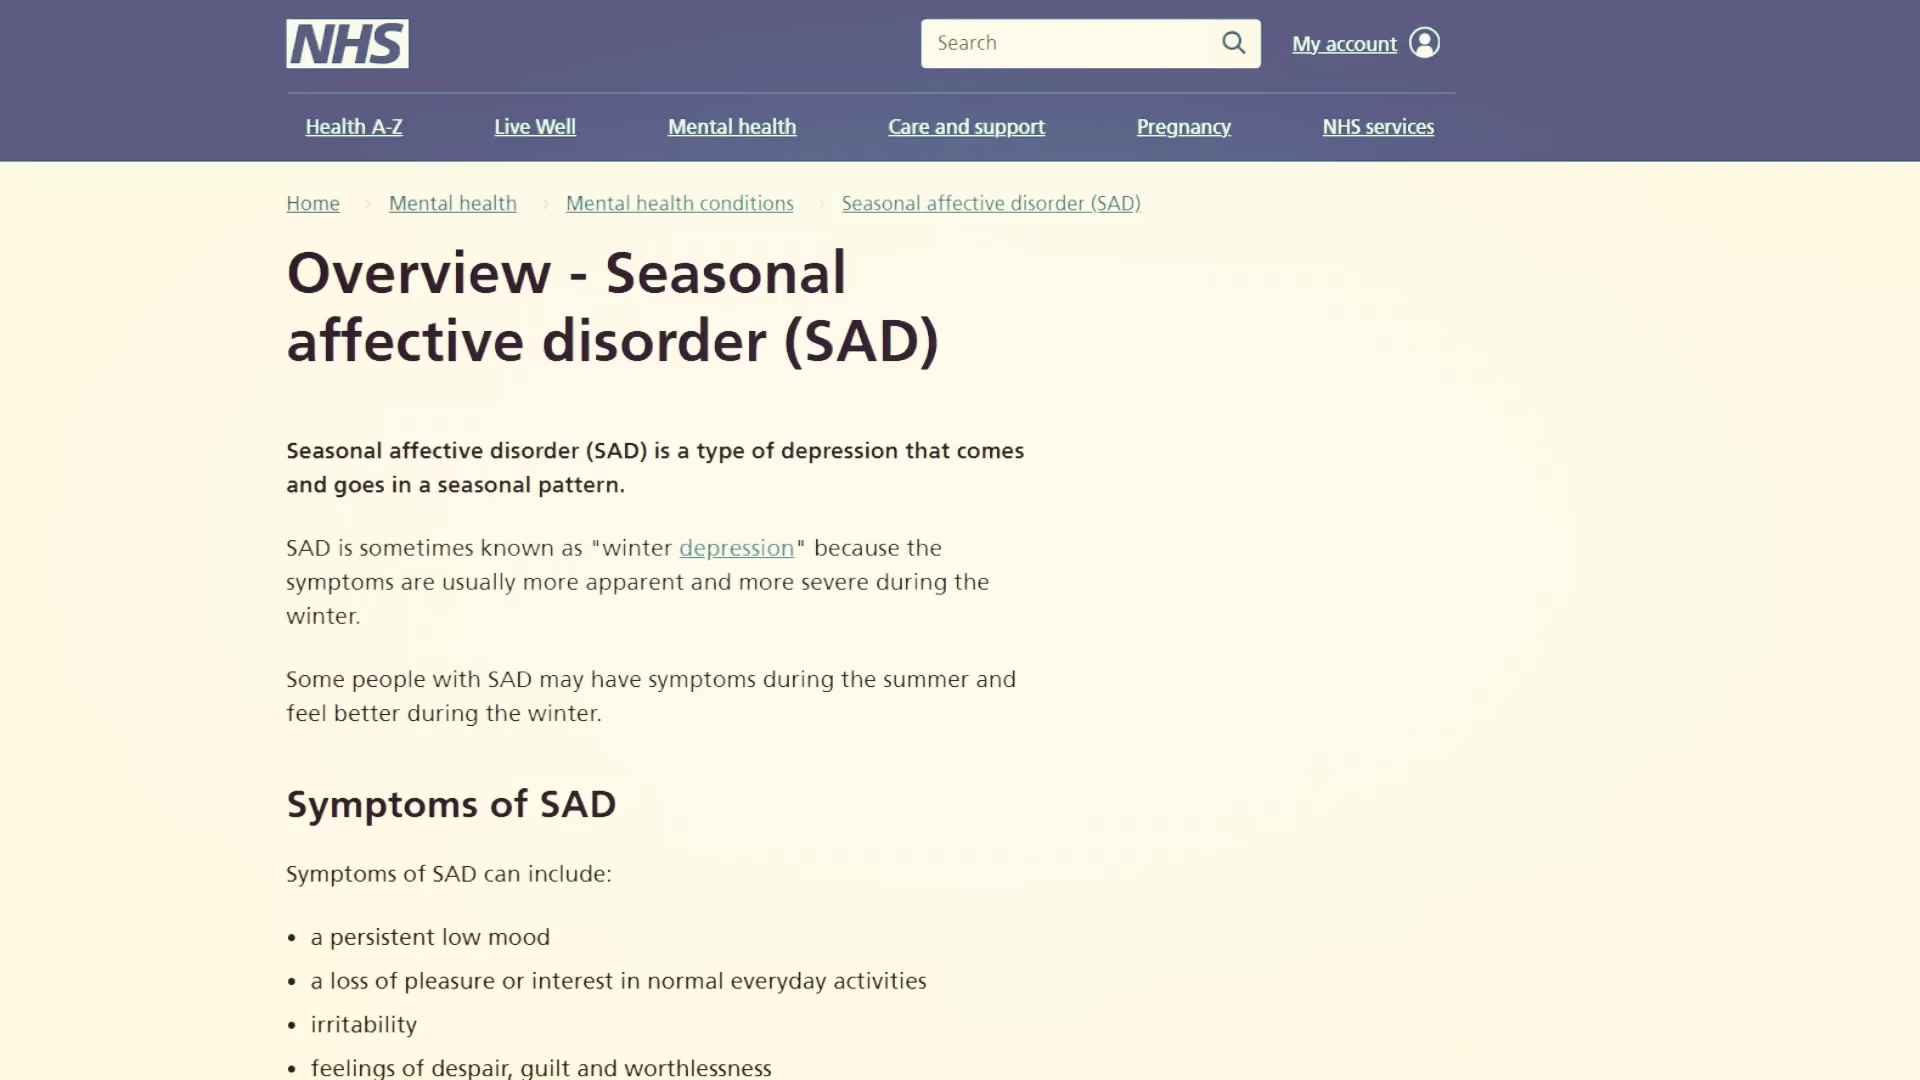 NHS
Search
My account
Health A-Z
Live Well
Mental health
Care and support
Pregnancy
NHS services
Home
Mental health
Mental health conditions
Seasonal affective disorder (SAD)
Overview - Seasonal
affective disorder (SAD)
Seasonal affective disorder (SAD) is a type of depression that comes
and goes in a seasonal pattern.
SAD is sometimes known as "winter depression" because the
symptoms are usually more apparent and more severe during the
winter.
Some people with SAD may have symptoms during the summer and
feel better during the winter.
Symptoms of SAD
Symptoms of SAD can include:
• a persistent low mood
• a loss of pleasure or interest in normal everyday activities
• irritability
• feelings of despair, guilt and worthlessness